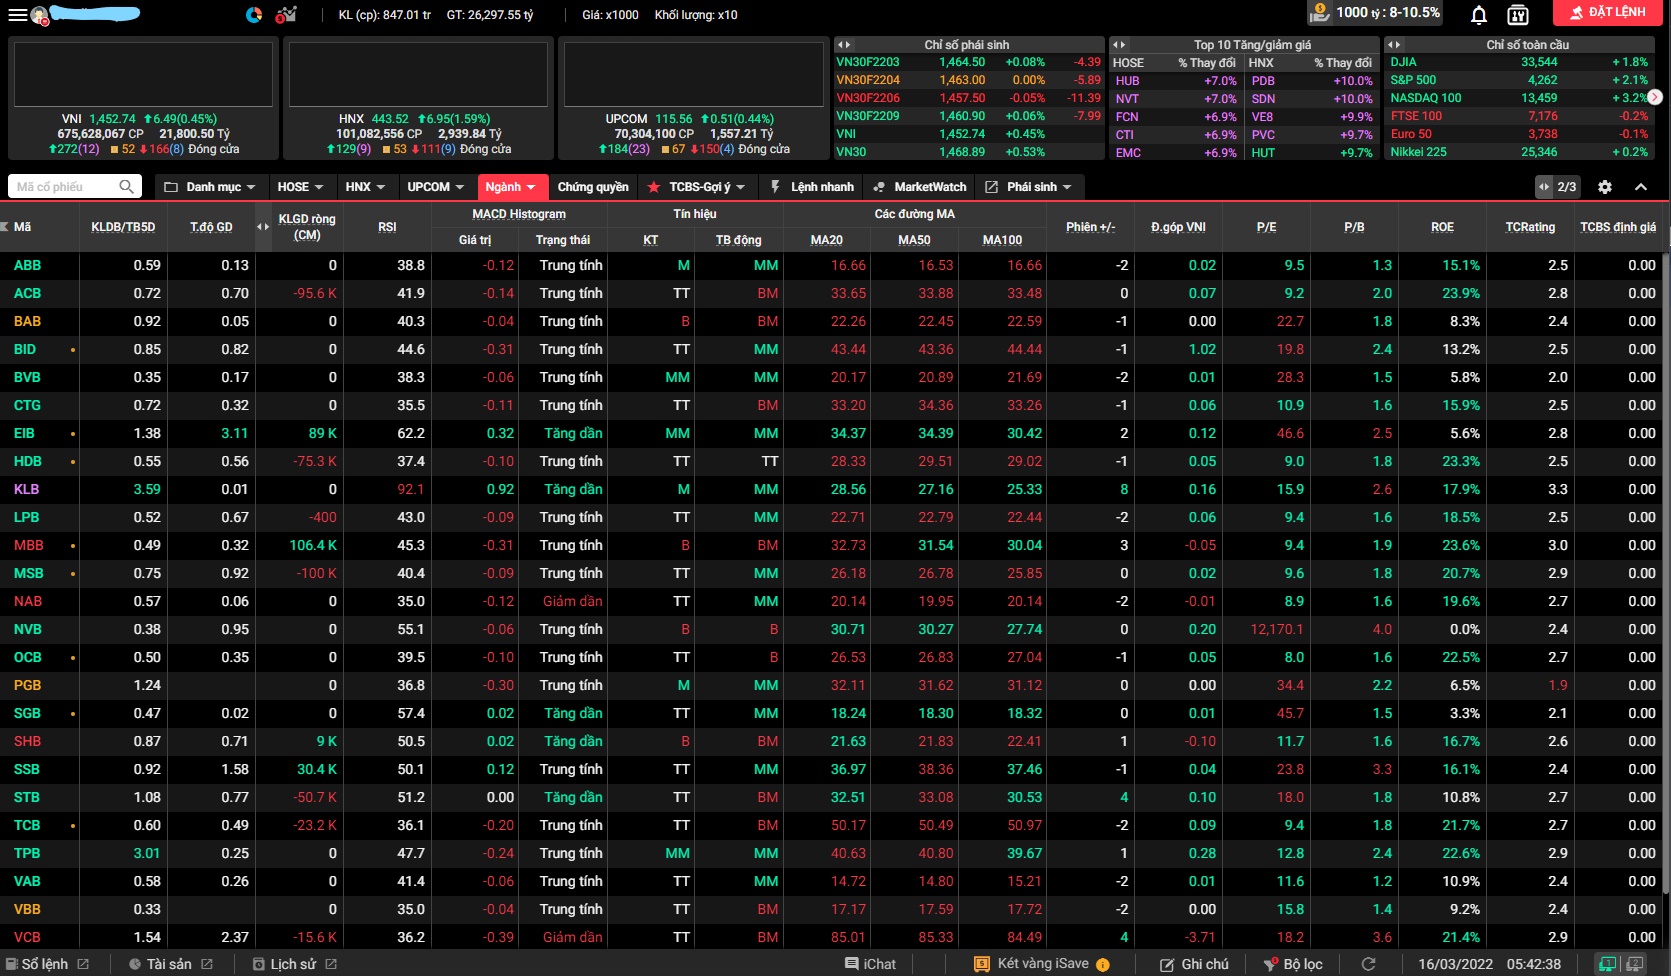 KL (cp): 847.01 tr GT: 26,297.55 tỷ Giá: x1000 Khối lượng: x10 1000 tỷ : 8-10.5% ĐẶT LỆNH
VNI 1,452.74 6.49(0.45%)
675,628,067 CP 21,800.50 Tỷ
272(12) 52 166(8) Đóng cửa
HNX 443.52 6.95(1.59%)
101,082,556 CP 2,939.84 Tỷ
129(9) 53 111(9) Đóng cửa
UPCOM 115.56 0.51(0.44%)
70,304,100 CP 1,557.21 Tỷ
184(23) 67 150(4) Đóng cửa
Chỉ số phái sinh
VN30F2203 1,464.50 +0.08% -4.39
VN30F2204 1,463.00 0.00% -5.89
VN30F2206 1,457.50 -0.05% -11.39
VN30F2209 1,460.90 +0.06% -7.99
VNI 1,452.74 +0.45%
VN30 1,468.89 +0.53%
Top 10 Tăng/giảm giá
HOSE % Thay đổi HNX % Thay đổi
HUB +7.0% PDB +10.0%
NVT +7.0% SDN +10.0%
FCN +6.9% VE8 +9.9%
CTI +6.9% PVC +9.7%
EMC +6.9% HUT +9.7%
Chỉ số toàn cầu
DJIA 33,544 + 1.8%
S&P 500 4,262 + 2.1%
NASDAQ 100 13,459 + 3.2%
FTSE 100 7,176 -0.2%
Euro 50 3,738 -0.1%
Nikkei 225 25,346 + 0.2%
Mã cổ phiếu Danh mục HOSE HNX UPCOM Ngành Chứng quyền TCBS-Gợi ý Lệnh nhanh MarketWatch Phái sinh 2/3
Mã KLDB/TB5D T.độ GD KLGD ròng (CM) RSI MACD Histogram Tín hiệu Các đường MA Phiên +/- Đ.góp VNI P/E P/B ROE TCRating TCBS định giá
Giá trị Trạng thái KT TB động MA20 MA50 MA100
ABB 0.59 0.13 0 38.8 -0.12 Trung tính M MM 16.66 16.53 16.66 -2 0.02 9.5 1.3 15.1% 2.5 0.00
ACB 0.72 0.70 -95.6 K 41.9 -0.14 Trung tính TT BM 33.65 33.88 33.48 0 0.07 9.2 2.0 23.9% 2.8 0.00
BAB 0.92 0.05 0 40.3 -0.04 Trung tính B BM 22.26 22.45 22.59 -1 0.00 22.7 1.8 8.3% 2.4 0.00
BID 0.85 0.82 0 44.6 -0.31 Trung tính TT MM 43.44 43.36 44.44 -1 1.02 19.8 2.4 13.2% 2.5 0.00
BVB 0.35 0.17 0 38.3 -0.06 Trung tính MM MM 20.17 20.89 21.69 -2 0.01 28.3 1.5 5.8% 2.0 0.00
CTG 0.72 0.32 0 35.5 -0.11 Trung tính TT BM 33.20 34.36 33.26 -1 0.06 10.9 1.6 15.9% 2.5 0.00
EIB 1.38 3.11 89 K 62.2 0.32 Tăng dần MM MM 34.37 34.39 30.42 2 0.12 46.6 2.5 5.6% 2.8 0.00
HDB 0.55 0.56 -75.3 K 37.4 -0.10 Trung tính TT TT 28.33 29.51 29.02 -1 0.05 9.0 1.8 23.3% 2.5 0.00
KLB 3.59 0.01 0 92.1 0.92 Tăng dần M MM 28.56 27.16 25.33 8 0.16 15.9 2.6 17.9% 3.3 0.00
LPB 0.52 0.67 -400 43.0 -0.09 Trung tính TT MM 22.71 22.79 22.44 -2 0.06 9.4 1.6 18.5% 2.5 0.00
MBB 0.49 0.32 106.4 K 45.3 -0.31 Trung tính B BM 32.73 31.54 30.04 3 -0.05 9.4 1.9 23.6% 3.0 0.00
MSB 0.75 0.92 -100 K 40.4 -0.09 Trung tính TT MM 26.18 26.78 25.85 0 0.02 9.6 1.8 20.7% 2.9 0.00
NAB 0.57 0.06 0 35.0 -0.12 Giảm dần TT MM 20.14 19.95 20.14 -2 -0.01 8.9 1.6 19.6% 2.7 0.00
NVB 0.38 0.95 0 55.1 -0.06 Trung tính B B 30.71 30.27 27.74 0 0.20 12,170.1 4.0 0.0% 2.4 0.00
OCB 0.50 0.35 0 39.5 -0.10 Trung tính TT B 26.53 26.83 27.04 -1 0.05 8.0 1.6 22.5% 2.7 0.00
PGB 1.24 0 36.8 -0.30 Trung tính M MM 32.11 31.62 31.12 0 0.00 34.4 2.2 6.5% 1.9 0.00
SGB 0.47 0.02 0 57.4 0.02 Tăng dần TT MM 18.24 18.30 18.32 0 0.01 45.7 1.5 3.3% 2.1 0.00
SHB 0.87 0.71 9 K 50.5 0.02 Tăng dần B BM 21.63 21.83 22.41 1 -0.10 11.7 1.6 16.7% 2.6 0.00
SSB 0.92 1.58 30.4 K 50.1 0.12 Trung tính TT MM 36.97 38.36 37.46 -1 0.04 23.8 3.3 16.1% 2.4 0.00
STB 1.08 0.77 -50.7 K 51.2 0.00 Tăng dần TT BM 32.51 33.08 30.53 4 0.10 18.0 1.8 10.8% 2.7 0.00
TCB 0.60 0.49 -23.2 K 36.1 -0.20 Trung tính TT BM 50.17 50.49 50.97 -2 0.09 9.4 1.8 21.7% 2.7 0.00
TPB 3.01 0.25 0 47.7 -0.24 Trung tính MM MM 40.63 40.80 39.67 1 0.28 12.8 2.4 22.6% 2.9 0.00
VAB 0.58 0.26 0 41.4 -0.06 Trung tính TT MM 14.72 14.80 15.21 -2 0.01 11.6 1.2 10.9% 2.4 0.00
VBB 0.33 0 35.0 -0.04 Trung tính TT BM 17.17 17.59 17.72 -2 0.00 15.8 1.4 9.2% 2.4 0.00
VCB 1.54 2.37 -15.6 K 36.2 -0.39 Giảm dần TT BM 85.01 85.33 84.49 4 -3.71 18.2 3.6 21.4% 2.9 0.00
Sổ lệnh Tài sản Lịch sử iChat Két vàng iSave Ghi chú Bộ lọc 16/03/2022 05:42:38 1 2